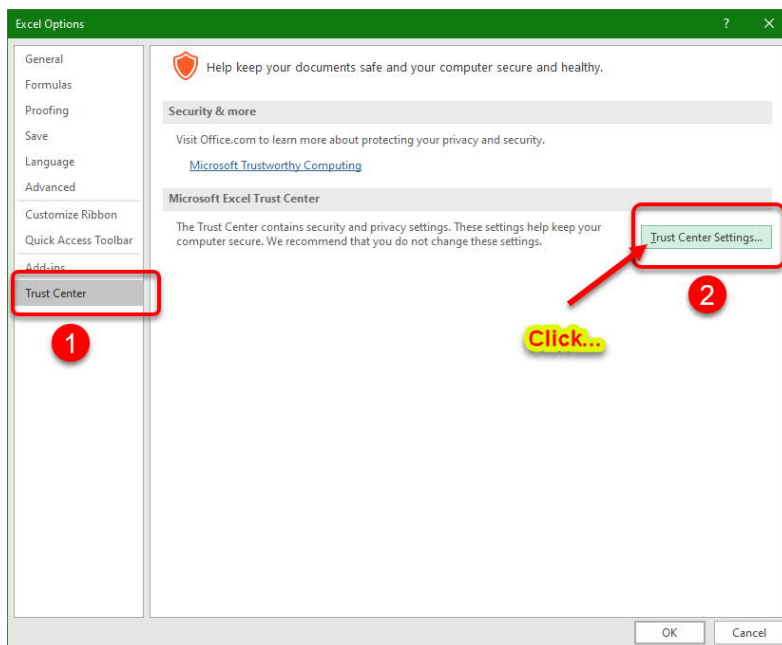 Excel Options
? ×
General
Formulas
Proofing
Save
Language
Advanced
Customize Ribbon
Quick Access Toolbar
Add-ins
Trust Center
1
Help keep your documents safe and your computer secure and healthy.
Security & more
Visit Office.com to learn more about protecting your privacy and security.
Microsoft Trustworthy Computing
Microsoft Excel Trust Center
The Trust Center contains security and privacy settings. These settings help keep your
computer secure. We recommend that you do not change these settings.
Trust Center Settings...
2
Click...
OK
Cancel